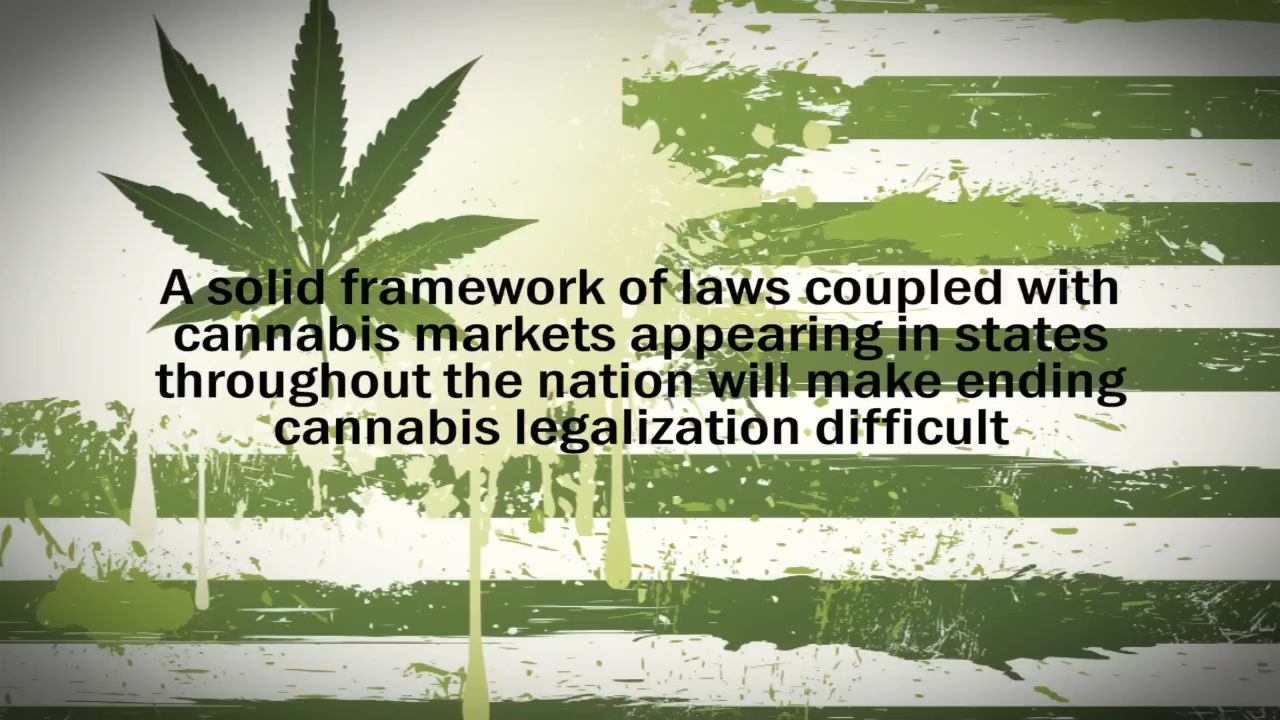 A solid framework of laws coupled with
cannabis markets appearing in states
throughout the nation will make ending
cannabis legalization difficult